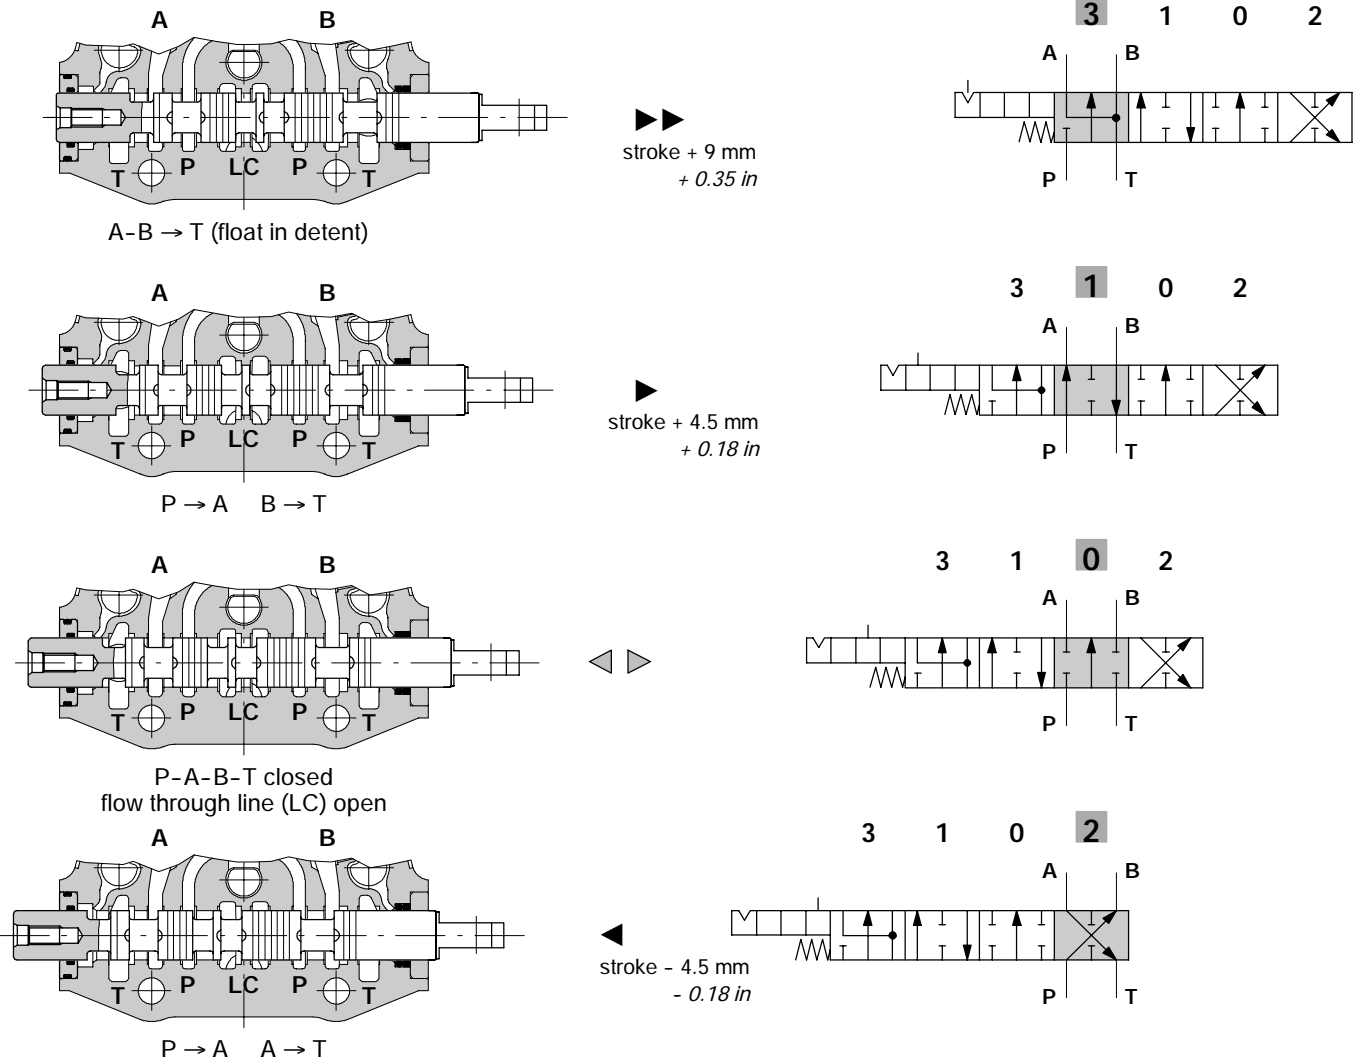 A B
3 1 0 2
A B
T P LC P T
stroke + 9 mm
+ 0.35 in
P T
A-B → T (float in detent)
A B
3 1 0 2
A B
T P LC P T
stroke + 4.5 mm
+ 0.18 in
P T
P → A B → T
A B
3 1 0 2
A B
T P LC P T
P T
P-A-B-T closed
flow through line (LC) open
A B
3 1 0 2
A B
T P LC P T
stroke - 4.5 mm
- 0.18 in
P T
P → A A → T